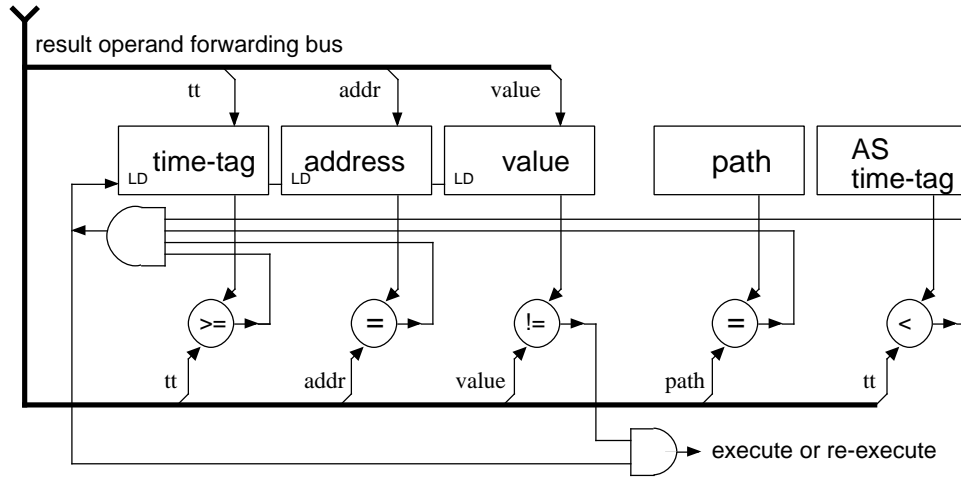 result operand forwarding bus
tt addr value
time-tag address value path AS time-tag
LD LD LD
>= = != = <
tt addr value path tt
execute or re-execute